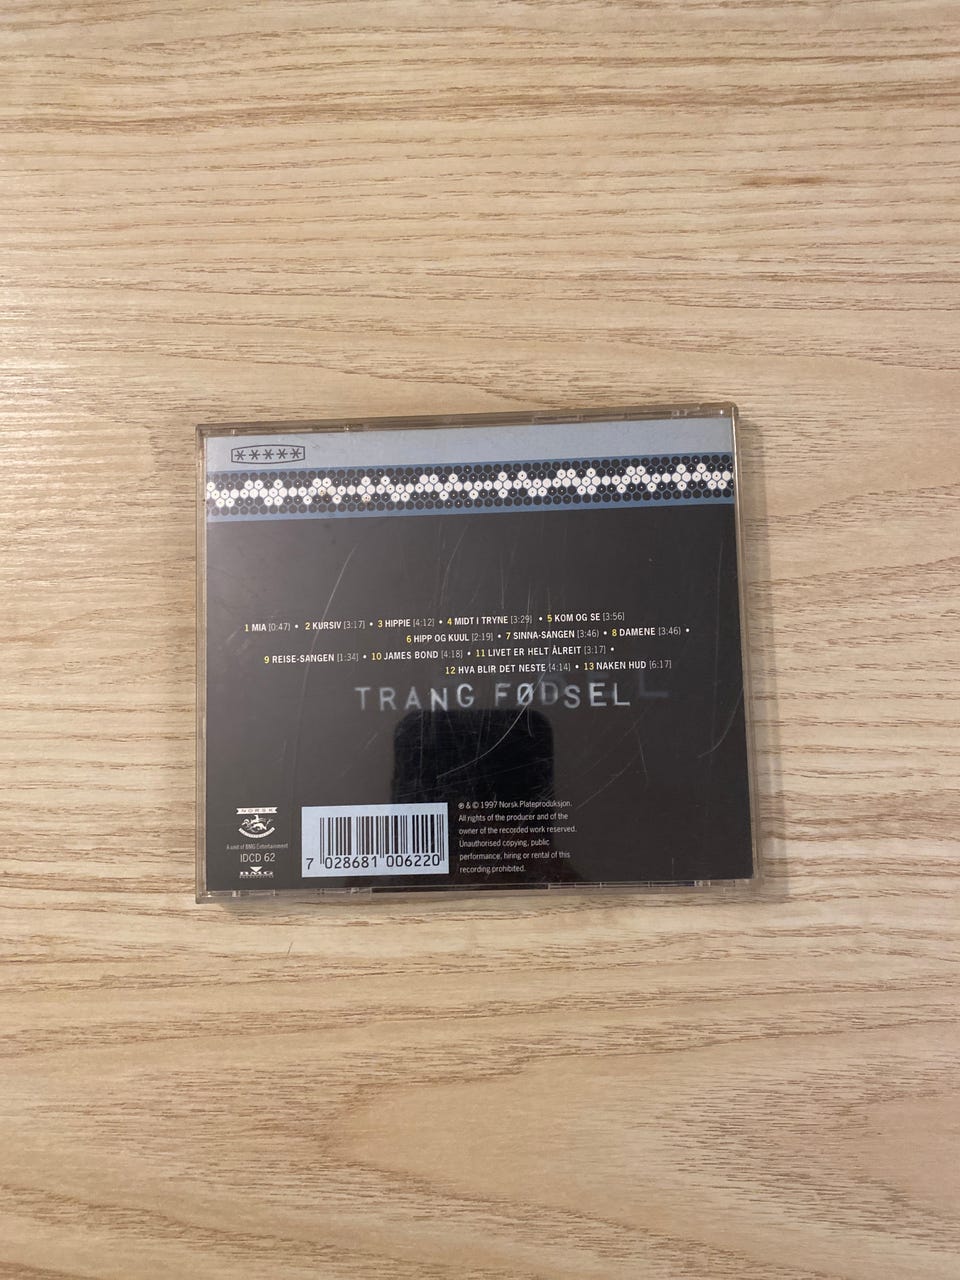 *****
1 MIA [0:47] • 2 KURSIV [3:17] • 3 HIPPIE [4:12] • 4 MIDT I TRYNE [3:29] • 5 KOM OG SE [3:56]
6 HIPP OG KUUL [2:19] • 7 SINNA-SANGEN [3:46] • 8 DAMENE [3:46] •
9 REISE-SANGEN [1:34] • 10 JAMES BOND [4:18] • 11 LIVET ER HELT ÅLREIT [3:17] •
12 HVA BLIR DET NESTE [4:14] • 13 NAKEN HUD [6:17]
TRANG FØDSEL
NORSK
A unit of BMG Entertainment
IDCD 62
BMG
7 028681 006220
℗ & © 1997 Norsk Plateproduksjon.
All rights of the producer and of the
owner of the recorded work reserved.
Unauthorised copying, public
performance, hiring or rental of this
recording prohibited.